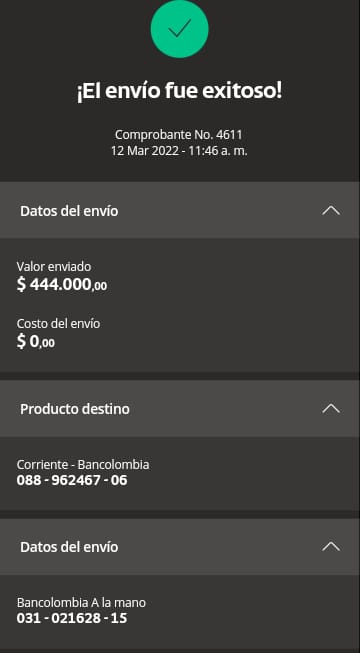 ¡El envío fue exitoso!
Comprobante No. 4611
12 Mar 2022 - 11:46 a. m.
Datos del envío
Valor enviado
$ 444.000,00
Costo del envío
$ 0,00
Producto destino
Corriente - Bancolombia
088 - 962467 - 06
Datos del envío
Bancolombia A la mano
031 - 021628 - 15